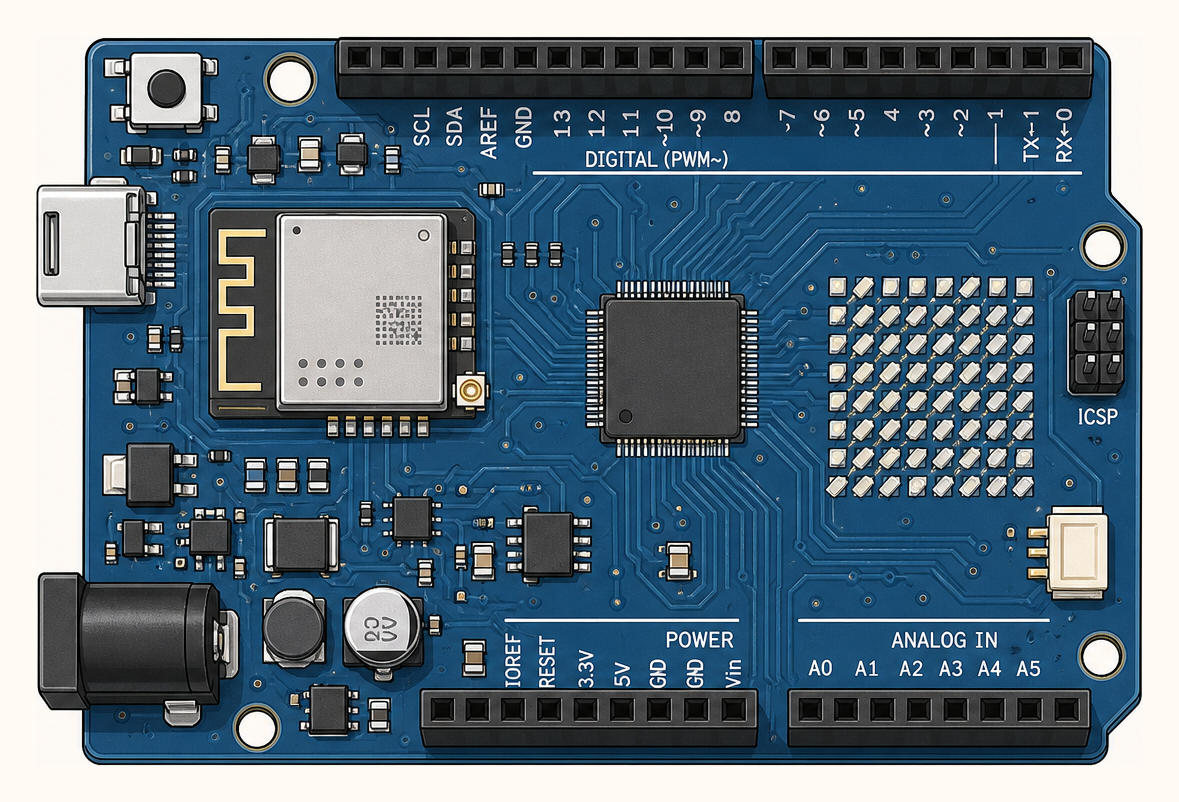 SCL
SDA
AREF
GND
13
12
11
~10
~9
8
~7
~6
~5
4
~3
~2
1
TX←1
RX←0
DIGITAL (PWM~)
ICSP
IOREF
RESET
3.3V
5V
GND
GND
Vin
POWER
ANALOG IN
A0 A1 A2 A3 A4 A5